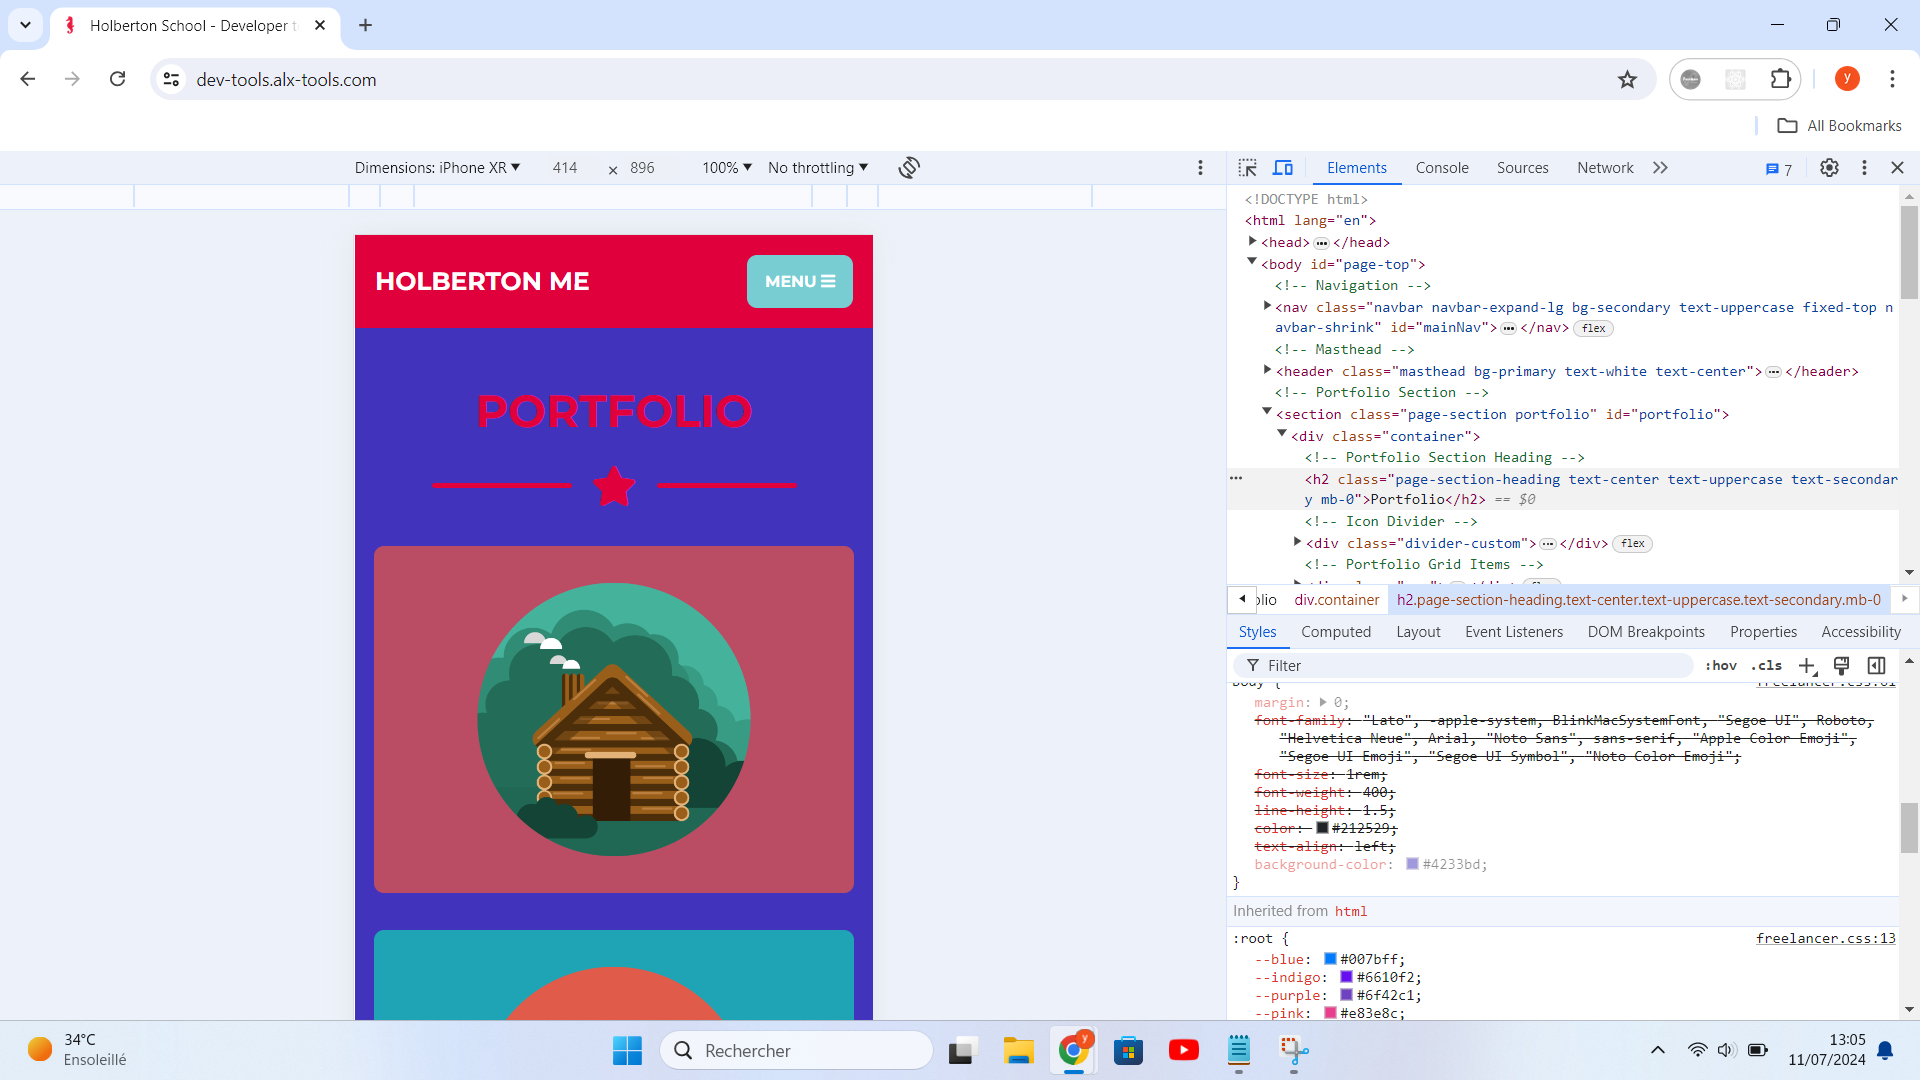 Holberton School - Developer t
dev-tools.alx-tools.com
y
All Bookmarks
Dimensions: iPhone XR 414 × 896 100% No throttling
HOLBERTON ME
MENU
PORTFOLIO
Elements Console Sources Network 7
<!DOCTYPE html>
<html lang="en">
<head> ••• </head>
<body id="page-top">
<!-- Navigation -->
<nav class="navbar navbar-expand-lg bg-secondary text-uppercase fixed-top n
avbar-shrink" id="mainNav"> ••• </nav> flex
<!-- Masthead -->
<header class="masthead bg-primary text-white text-center"> ••• </header>
<!-- Portfolio Section -->
<section class="page-section portfolio" id="portfolio">
<div class="container">
<!-- Portfolio Section Heading -->
<h2 class="page-section-heading text-center text-uppercase text-secondar
y mb-0">Portfolio</h2> == $0
<!-- Icon Divider -->
<div class="divider-custom"> ••• </div> flex
<!-- Portfolio Grid Items -->
olio div.container h2.page-section-heading.text-center.text-uppercase.text-secondary.mb-0
Styles Computed Layout Event Listeners DOM Breakpoints Properties Accessibility
Filter :hov .cls
body { freelancer.css:61
margin: 0;
font-family: "Lato", -apple-system, BlinkMacSystemFont, "Segoe UI", Roboto,
"Helvetica Neue", Arial, "Noto Sans", sans-serif, "Apple Color Emoji",
"Segoe UI Emoji", "Segoe UI Symbol", "Noto Color Emoji";
font-size: 1rem;
font-weight: 400;
line-height: 1.5;
color: #212529;
text-align: left;
background-color: #4233bd;
}
Inherited from html
:root { freelancer.css:13
--blue: #007bff;
--indigo: #6610f2;
--purple: #6f42c1;
--pink: #e83e8c;
34°C
Ensoleillé
Rechercher
y
13:05
11/07/2024